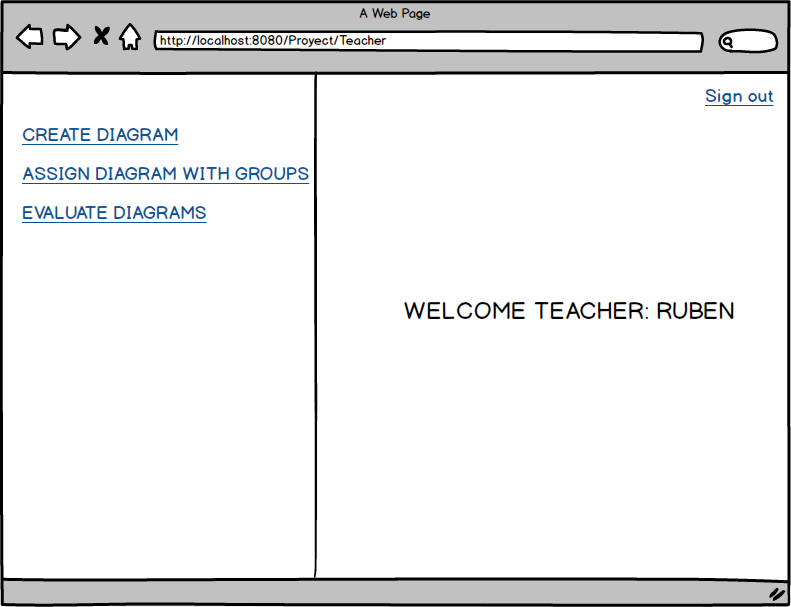 A Web Page
http://localhost:8080/Proyect/Teacher
Sign out
CREATE DIAGRAM
ASSIGN DIAGRAM WITH GROUPS
EVALUATE DIAGRAMS
WELCOME TEACHER: RUBEN